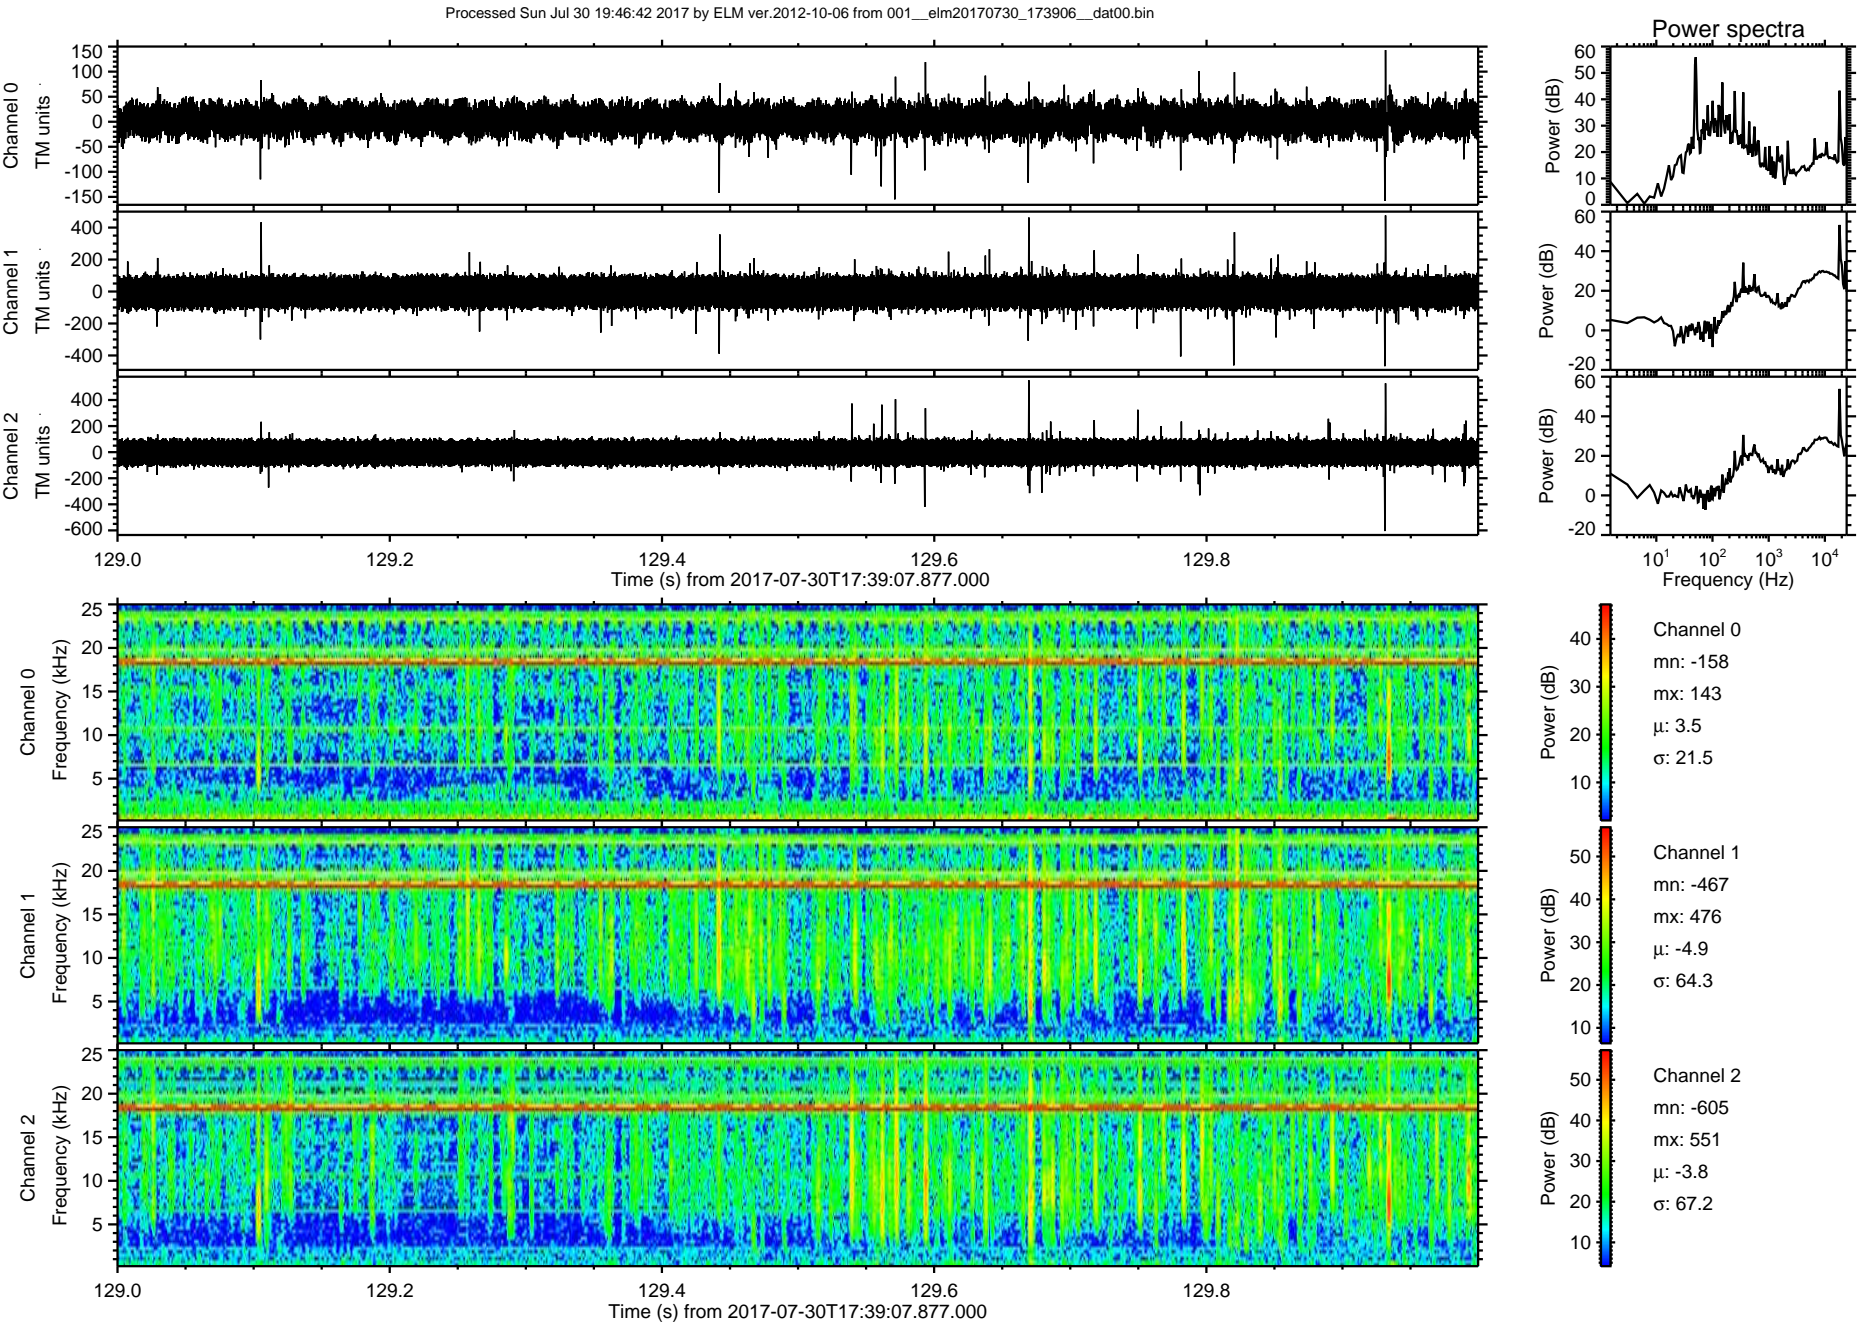 Processed Sun Jul 30 19:46:42 2017 by ELM ver.2012-10-06 from 001__elm20170730_173906__dat00.bin
Power spectra
Channel 0
TM units
150
100
50
0
-50
-100
-150
Power (dB)
60
50
40
30
20
10
0
Channel 1
TM units
400
200
0
-200
-400
Power (dB)
60
40
20
0
-20
Channel 2
TM units
400
200
0
-200
-400
-600
Power (dB)
60
40
20
0
-20
129.0 129.2 129.4 129.6 129.8
Time (s) from 2017-07-30T17:39:07.877.000
10¹ 10² 10³ 10⁴
Frequency (Hz)
Channel 0
Frequency (kHz)
25
20
15
10
5
Power (dB)
40
30
20
10
Channel 0
mn: -158
mx: 143
μ: 3.5
σ: 21.5
Channel 1
Frequency (kHz)
25
20
15
10
5
Power (dB)
50
40
30
20
10
Channel 1
mn: -467
mx: 476
μ: -4.9
σ: 64.3
Channel 2
Frequency (kHz)
25
20
15
10
5
Power (dB)
50
40
30
20
10
Channel 2
mn: -605
mx: 551
μ: -3.8
σ: 67.2
129.0 129.2 129.4 129.6 129.8
Time (s) from 2017-07-30T17:39:07.877.000